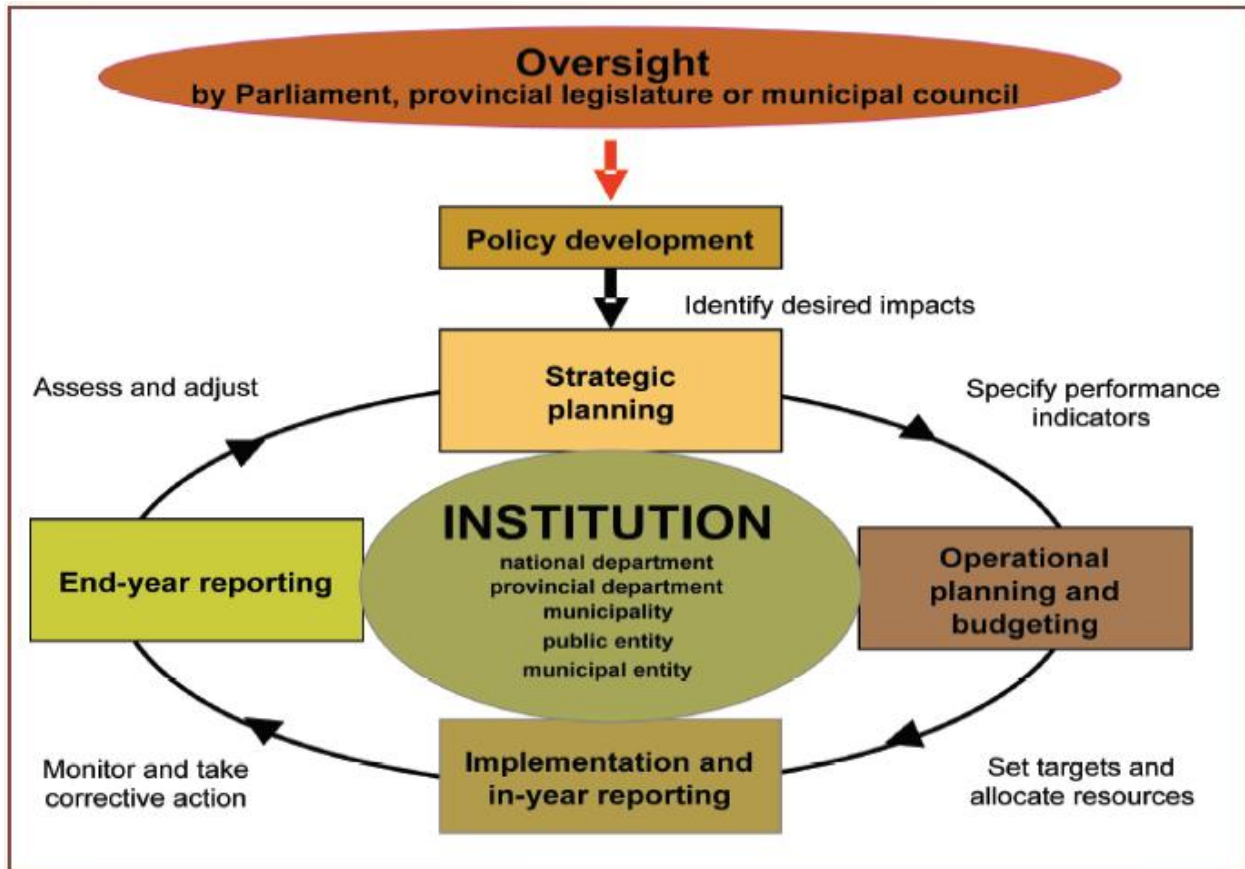 Oversight
by Parliament, provincial legislature or municipal council
Policy development
Identify desired impacts
Strategic
planning
Assess and adjust
Specify performance
indicators
INSTITUTION
national department
provincial department
municipality
public entity
municipal entity
End-year reporting
Operational
planning and
budgeting
Implementation and
in-year reporting
Monitor and take
corrective action
Set targets and
allocate resources